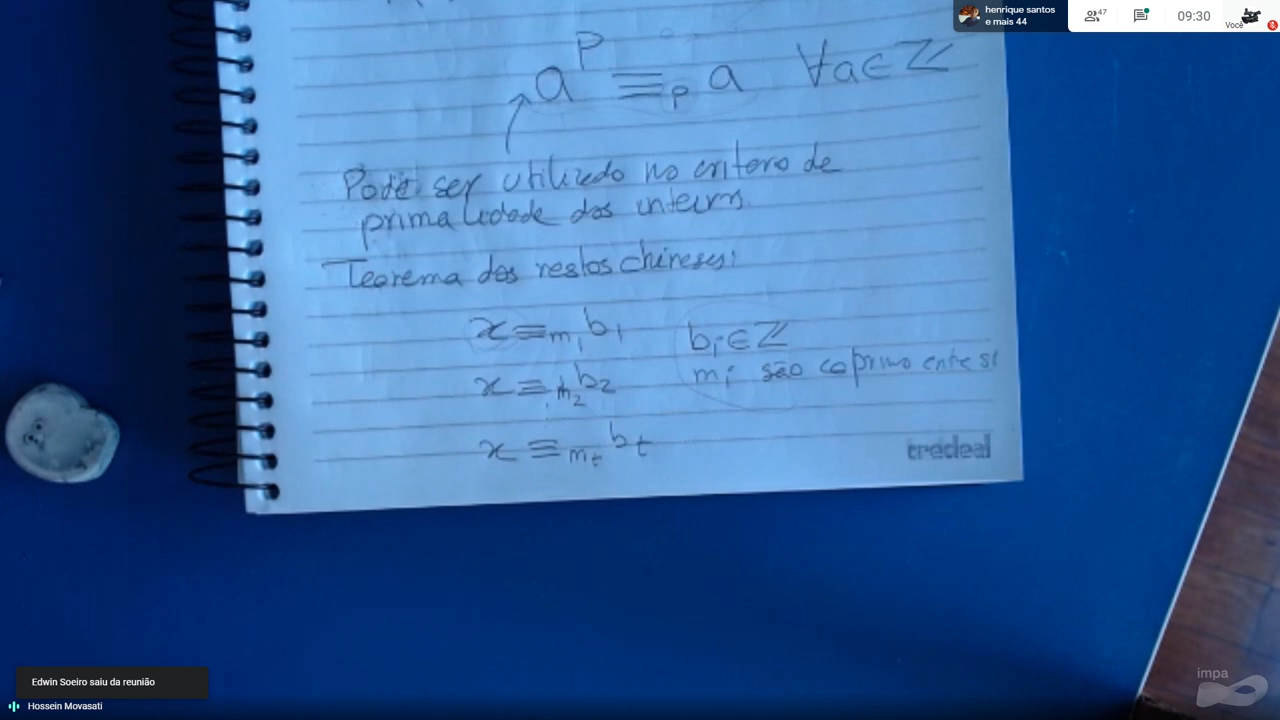 henrique santos
e mais 44
47
09:30
Você
a^p ≡_p a ∀a∈ℤ
Pode ser utilizado no critero de
primalidade dos inteiros.
Teorema dos restos chineses:
x ≡_{m_1} b_1 b_i ∈ ℤ
x ≡_{m_2} b_2 m_i são coprimo entre si
⋮
x ≡_{m_t} b_t
tredeal
impa
Edwin Soeiro saiu da reunião
Hossein Movasati